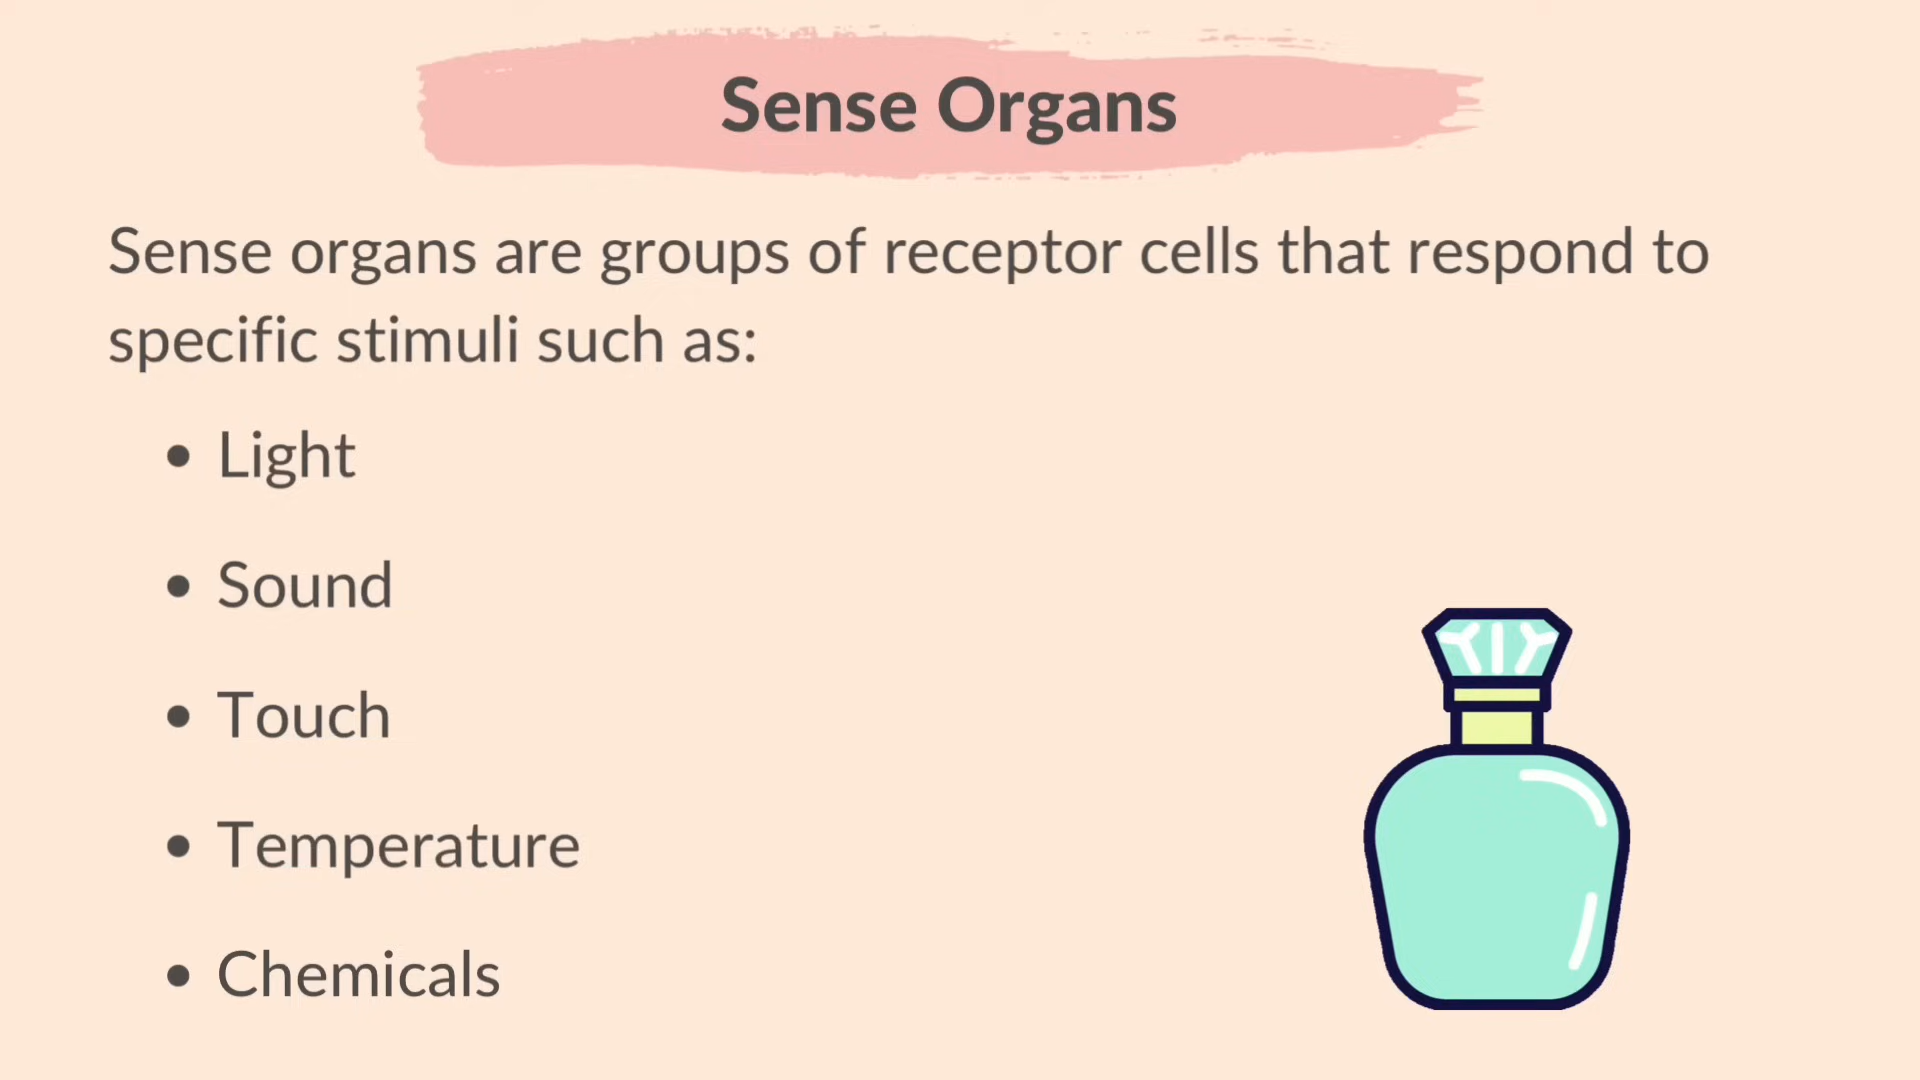 Sense Organs
Sense organs are groups of receptor cells that respond to
specific stimuli such as:
• Light
• Sound
• Touch
• Temperature
• Chemicals